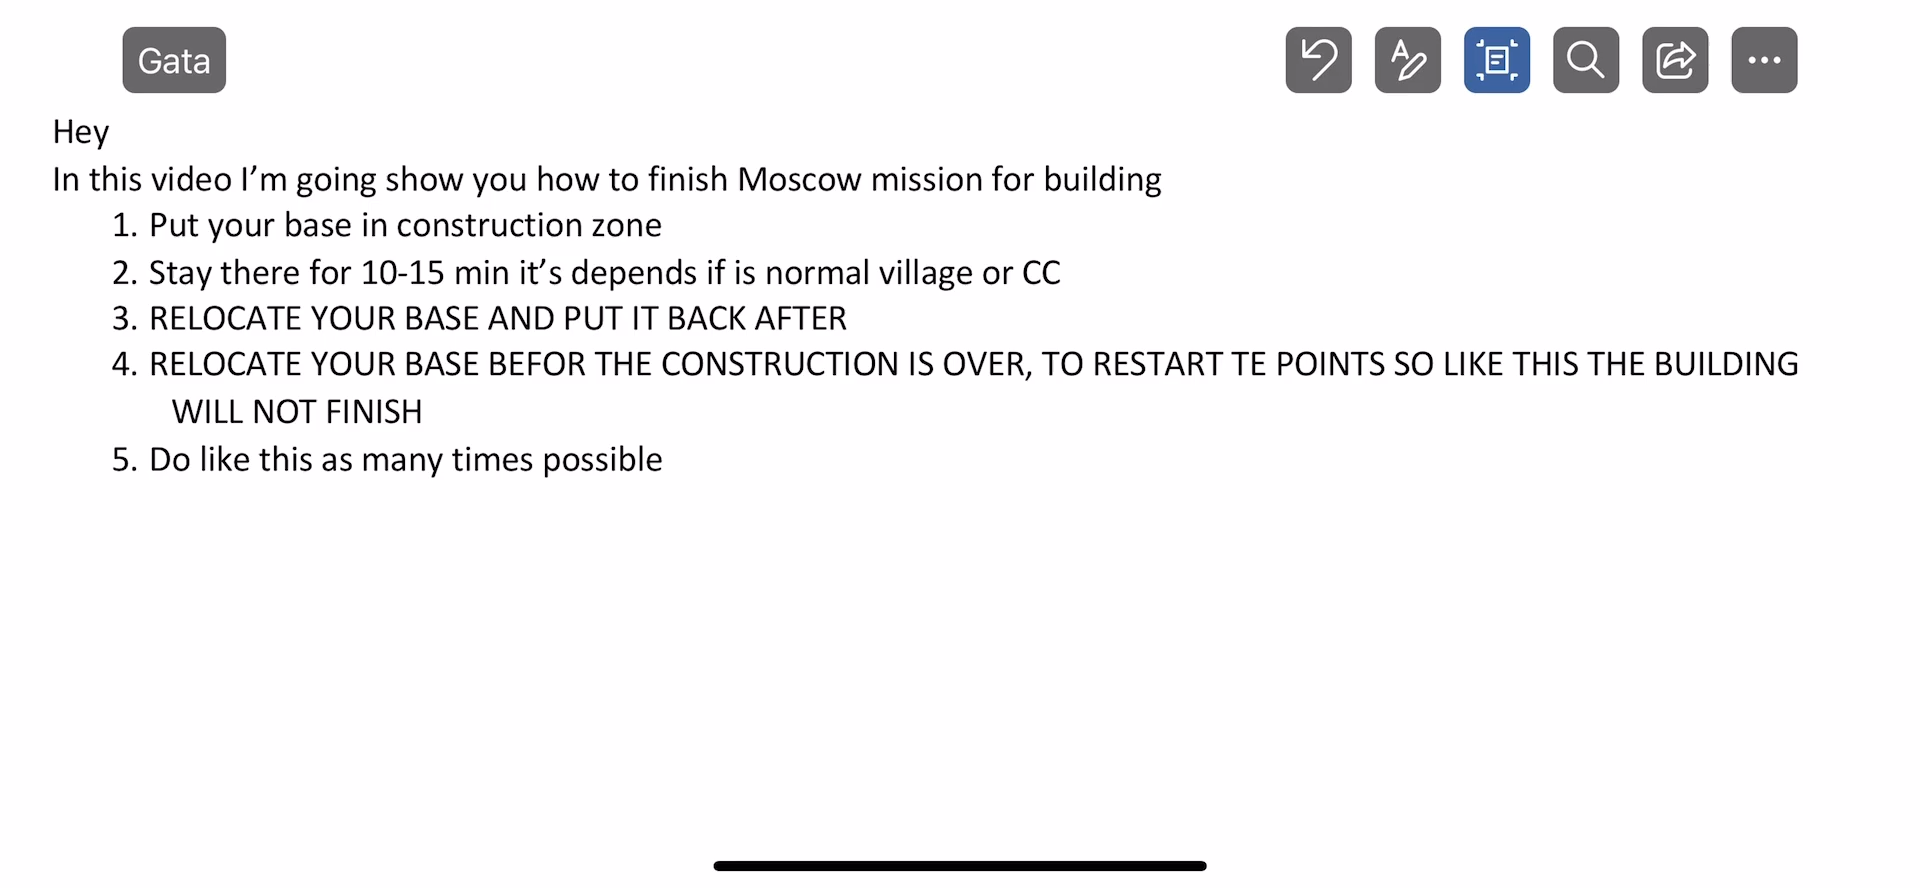 Gata
Hey
In this video I’m going show you how to finish Moscow mission for building
1. Put your base in construction zone
2. Stay there for 10-15 min it’s depends if is normal village or CC
3. RELOCATE YOUR BASE AND PUT IT BACK AFTER
4. RELOCATE YOUR BASE BEFOR THE CONSTRUCTION IS OVER, TO RESTART TE POINTS SO LIKE THIS THE BUILDING
WILL NOT FINISH
5. Do like this as many times possible